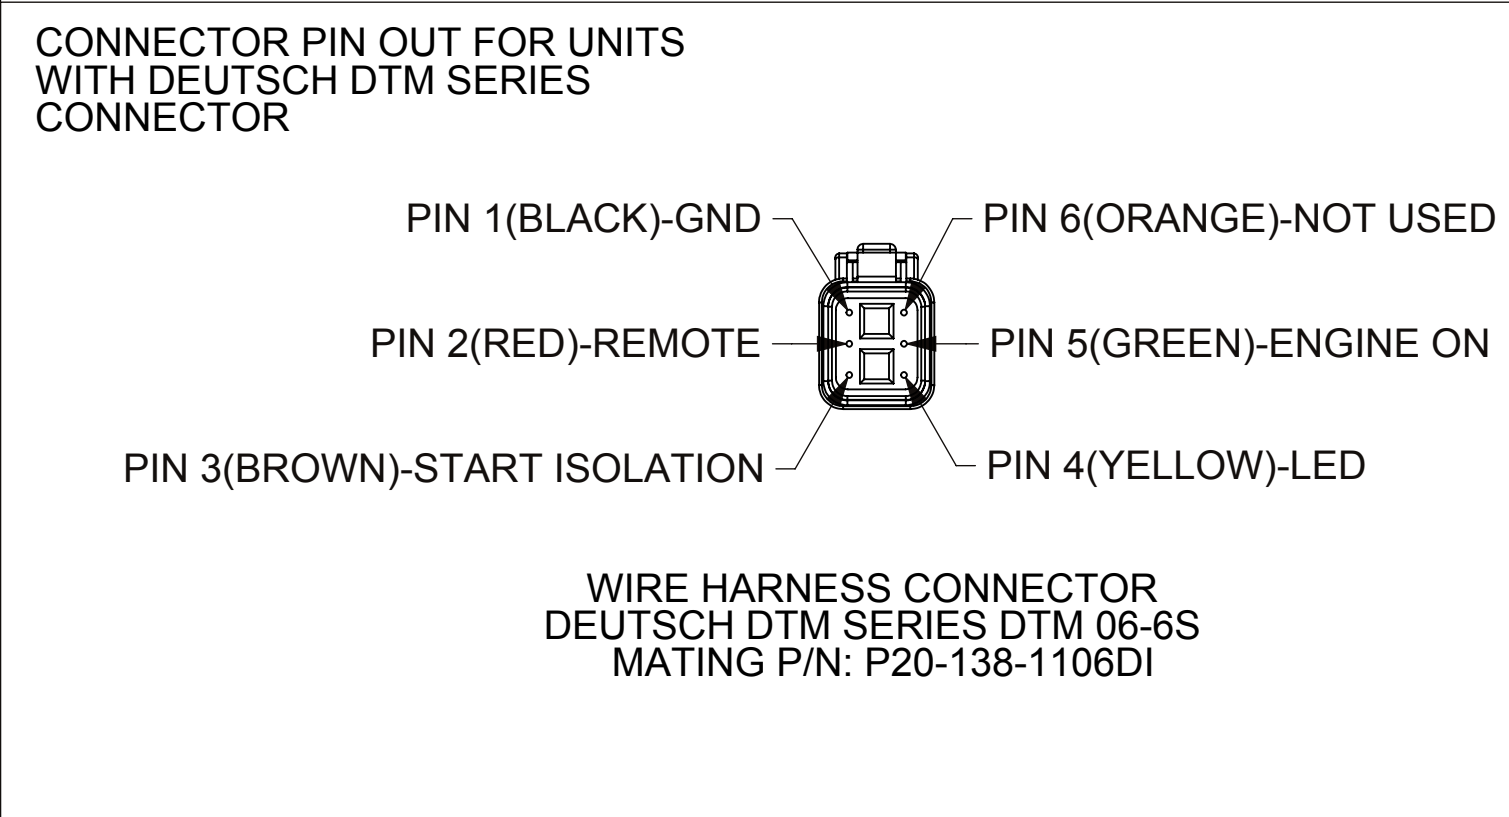 CONNECTOR PIN OUT FOR UNITS
WITH DEUTSCH DTM SERIES
CONNECTOR
PIN 1(BLACK)-GND
PIN 6(ORANGE)-NOT USED
PIN 2(RED)-REMOTE
PIN 5(GREEN)-ENGINE ON
PIN 3(BROWN)-START ISOLATION
PIN 4(YELLOW)-LED
WIRE HARNESS CONNECTOR
DEUTSCH DTM SERIES DTM 06-6S
MATING P/N: P20-138-1106DI